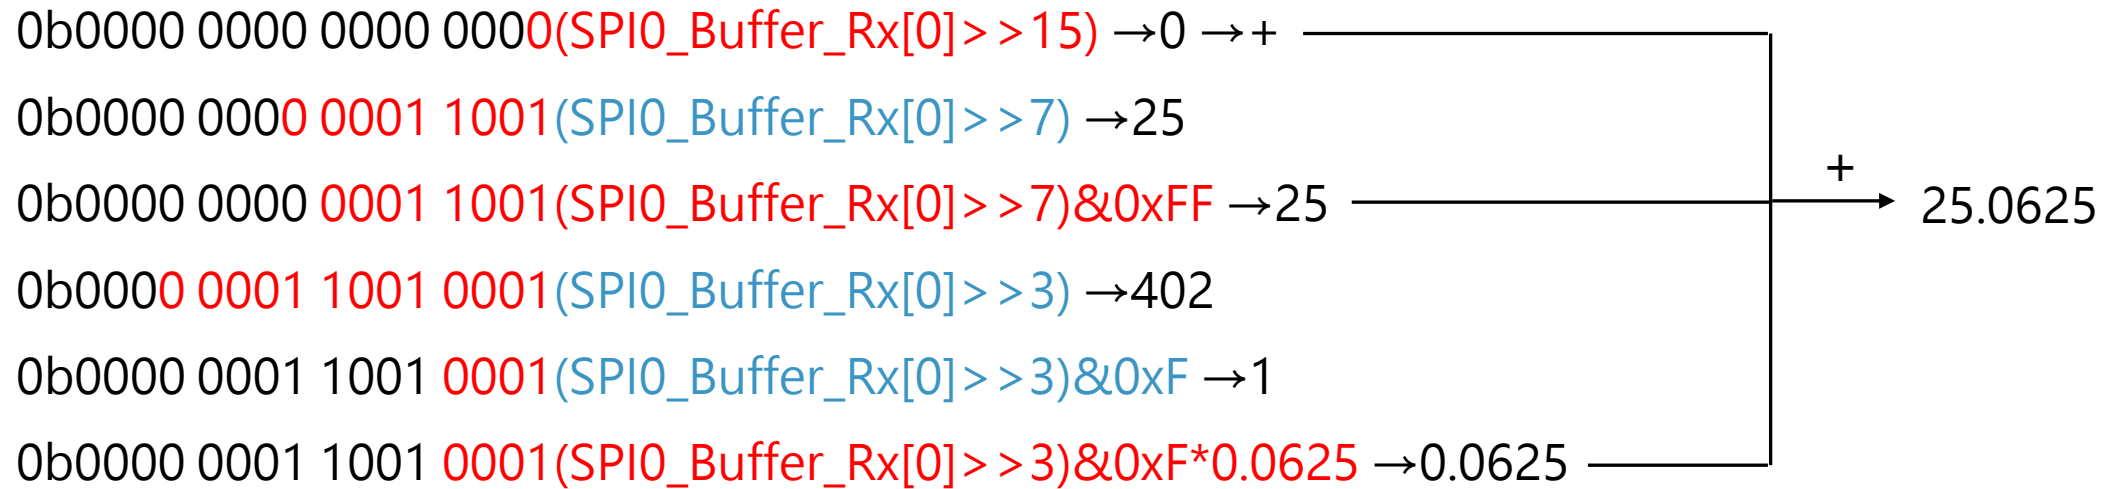 0b0000 0000 0000 0000(SPI0_Buffer_Rx[0]>>15) →0 →+
0b0000 0000 0001 1001(SPI0_Buffer_Rx[0]>>7) →25
+
0b0000 0000 0001 1001(SPI0_Buffer_Rx[0]>>7)&0xFF →25
25.0625
0b0000 0001 1001 0001(SPI0_Buffer_Rx[0]>>3) →402
0b0000 0001 1001 0001(SPI0_Buffer_Rx[0]>>3)&0xF →1
0b0000 0001 1001 0001(SPI0_Buffer_Rx[0]>>3)&0xF*0.0625 →0.0625